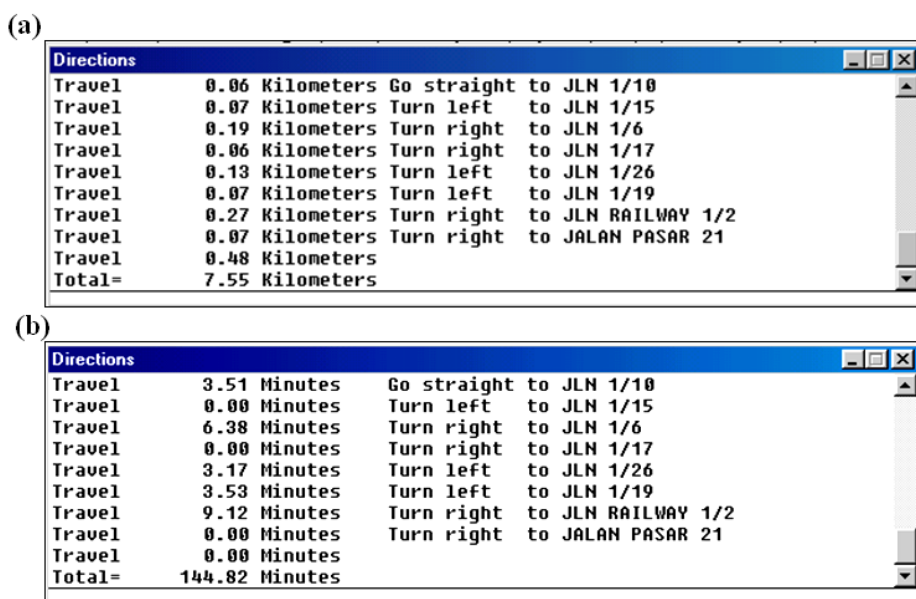 (a)
Directions
Travel 0.06 Kilometers Go straight to JLN 1/10
Travel 0.07 Kilometers Turn left to JLN 1/15
Travel 0.19 Kilometers Turn right to JLN 1/6
Travel 0.06 Kilometers Turn right to JLN 1/17
Travel 0.13 Kilometers Turn left to JLN 1/26
Travel 0.07 Kilometers Turn left to JLN 1/19
Travel 0.27 Kilometers Turn right to JLN RAILWAY 1/2
Travel 0.07 Kilometers Turn right to JALAN PASAR 21
Travel 0.48 Kilometers
Total= 7.55 Kilometers
(b)
Directions
Travel 3.51 Minutes Go straight to JLN 1/10
Travel 0.00 Minutes Turn left to JLN 1/15
Travel 6.38 Minutes Turn right to JLN 1/6
Travel 0.00 Minutes Turn right to JLN 1/17
Travel 3.17 Minutes Turn left to JLN 1/26
Travel 3.53 Minutes Turn left to JLN 1/19
Travel 9.12 Minutes Turn right to JLN RAILWAY 1/2
Travel 0.00 Minutes Turn right to JALAN PASAR 21
Travel 0.00 Minutes
Total= 144.82 Minutes